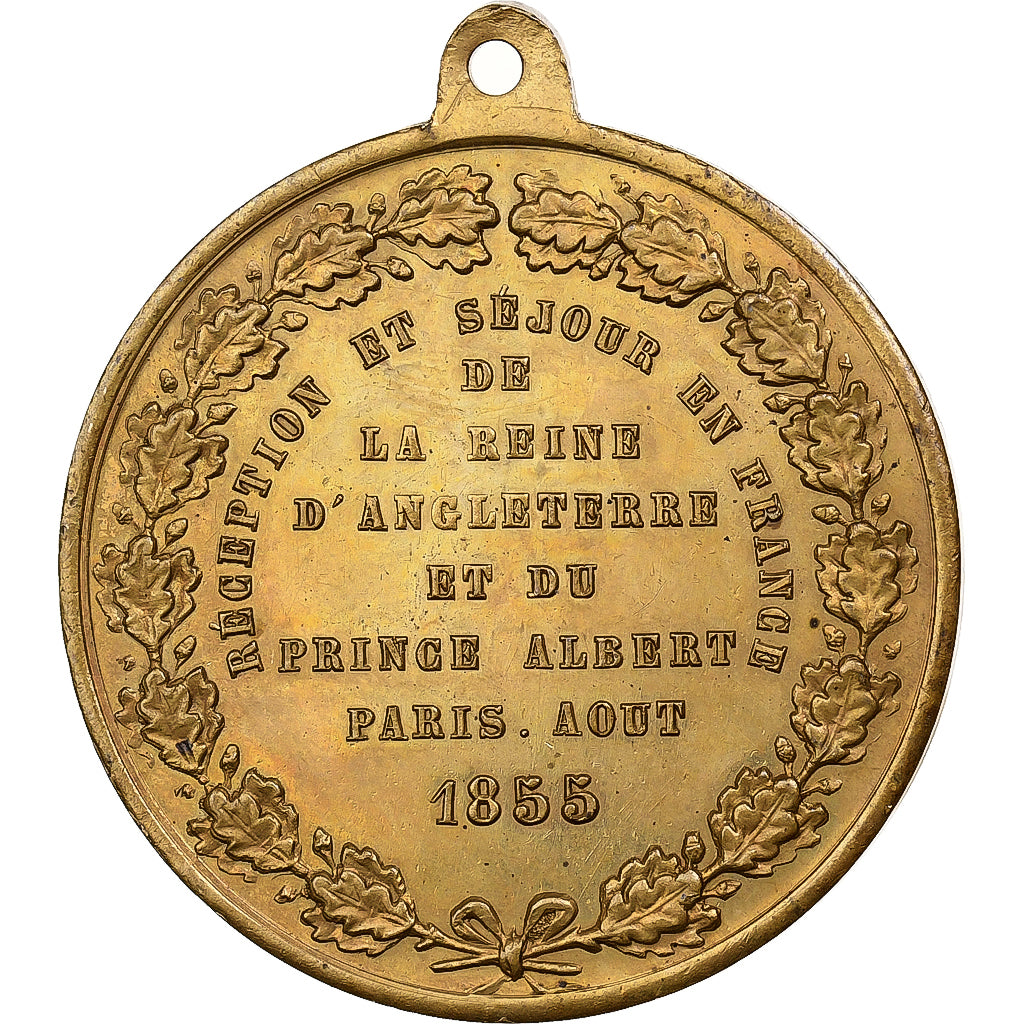 RÉCEPTION ET SÉJOUR EN FRANCE
DE
LA REINE
D'ANGLETERRE
ET DU
PRINCE ALBERT
PARIS. AOUT
1855